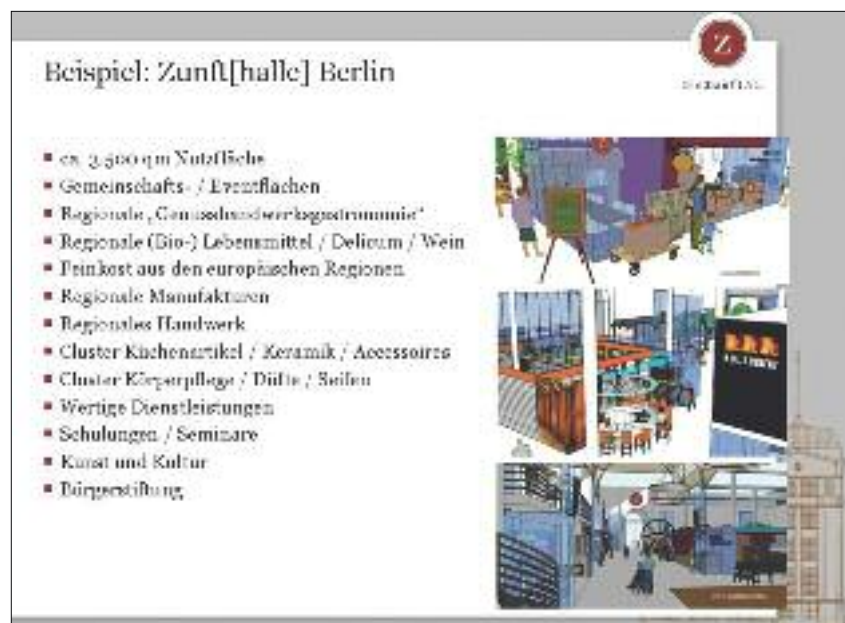 Beispiel: Zunft[halle] Berlin
Z
ca. 3.500 qm Nutzfläche
Gemeinschafts- / Eventflächen
Regionale „Genusshandwerksgastronomie“
Regionale (Bio-) Lebensmittel / Delicum / Wein
Feinkost aus den europäischen Regionen
Regionale Manufakturen
Regionales Handwerk
Cluster Küchenartikel / Keramik / Accessoires
Cluster Körperpflege / Düfte / Seifen
Wertige Dienstleistungen
Schulungen / Seminare
Kunst und Kultur
Bürgerstiftung